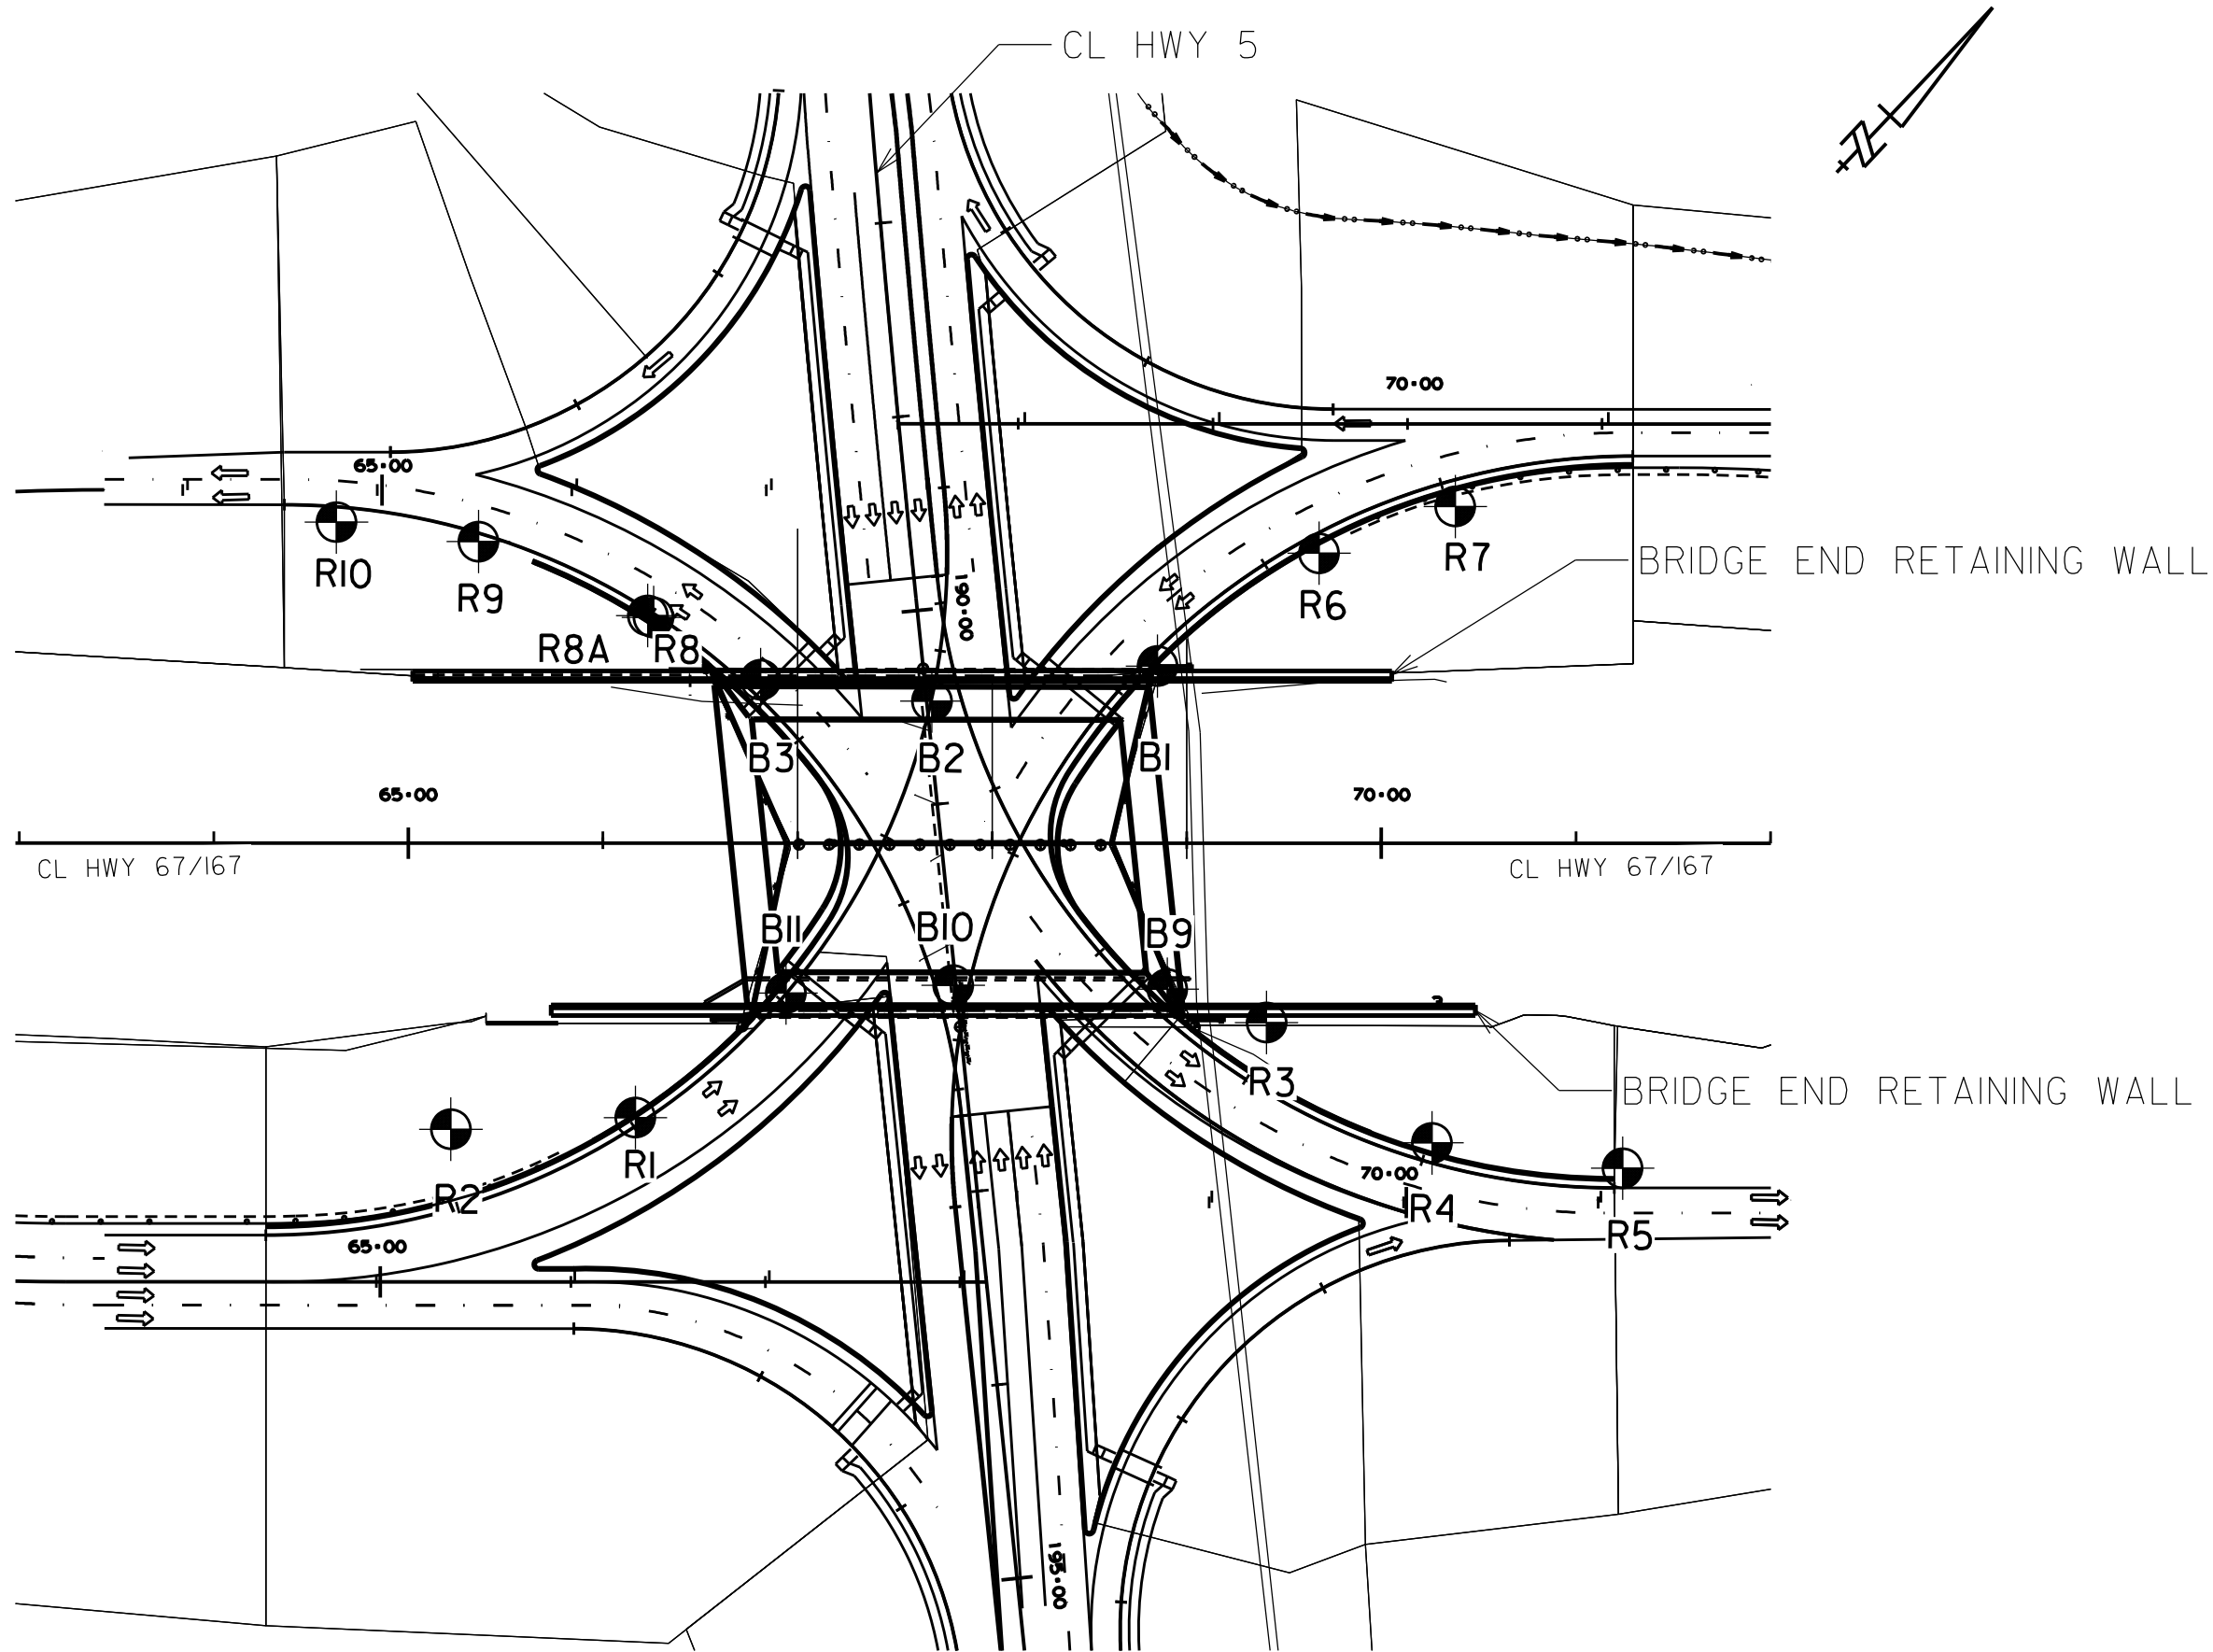 CL HWY 5
N
70+00
65+00
BRIDGE END RETAINING WALL
R10
R9
R7
R6
190+00
R8A
R8
B3
B2
B1
65+00
70+00
CL HWY 67/167
CL HWY 67/167
B11
B10
B9
R3
BRIDGE END RETAINING WALL
R1
R2
70+00
R4
R5
65+00
195+00